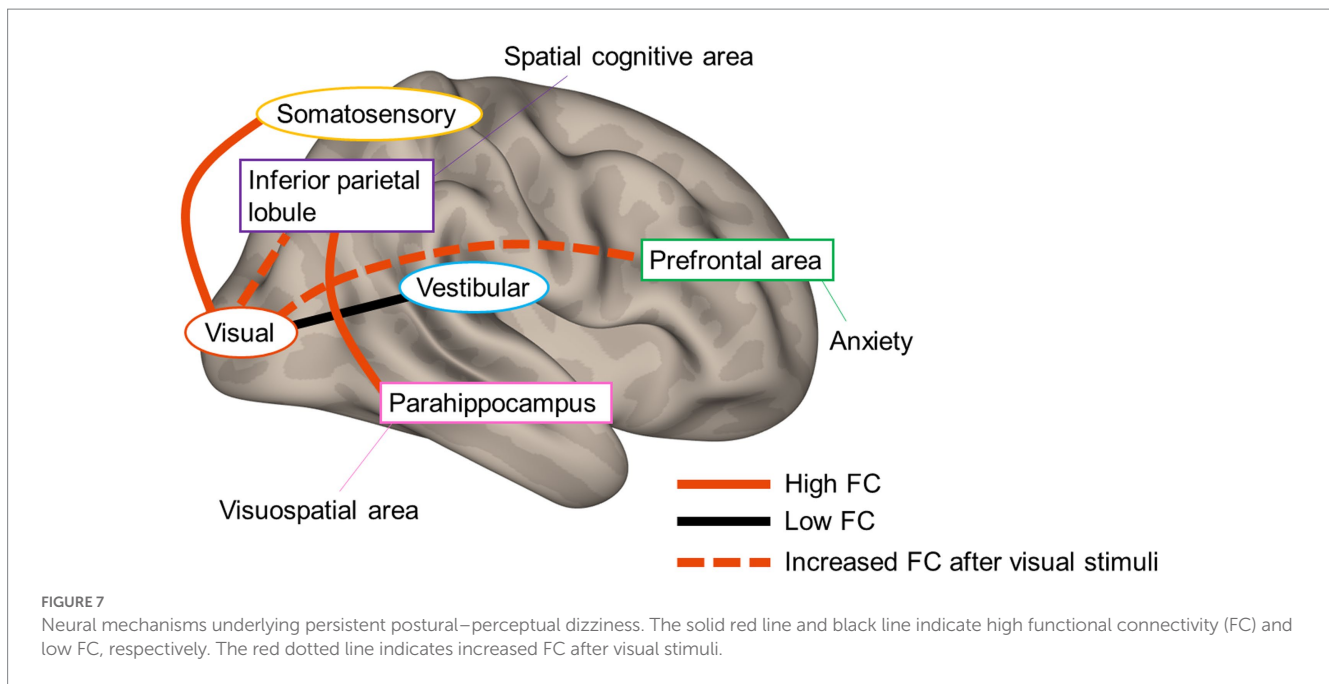 Spatial cognitive area
Somatosensory
Inferior parietal
lobule
Prefrontal area
Vestibular
Visual
Anxiety
Parahippocampus
Visuospatial area
High FC
Low FC
Increased FC after visual stimuli
FIGURE 7
Neural mechanisms underlying persistent postural–perceptual dizziness. The solid red line and black line indicate high functional connectivity (FC) and
low FC, respectively. The red dotted line indicates increased FC after visual stimuli.